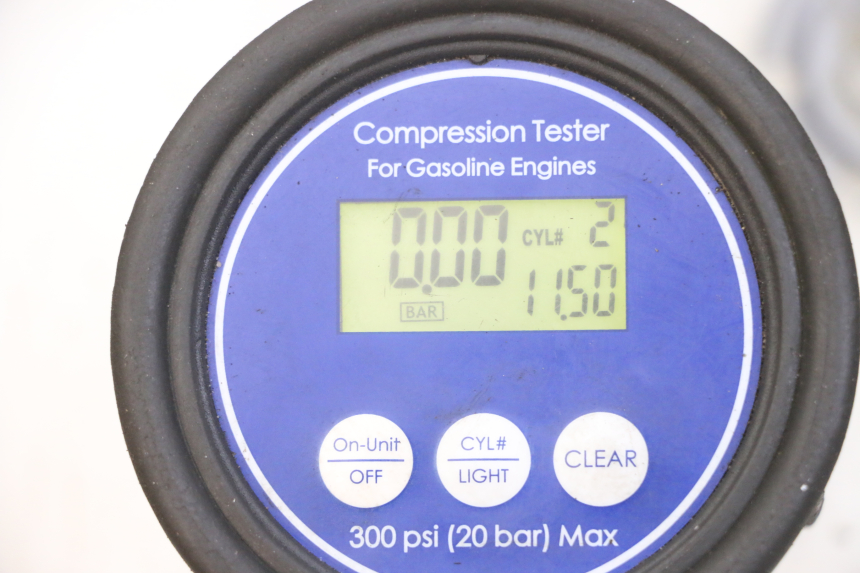 Compression Tester
For Gasoline Engines
0.00 CYL# 2
BAR 11.50
On-Unit
OFF
CYL#
LIGHT
CLEAR
300 psi (20 bar) Max